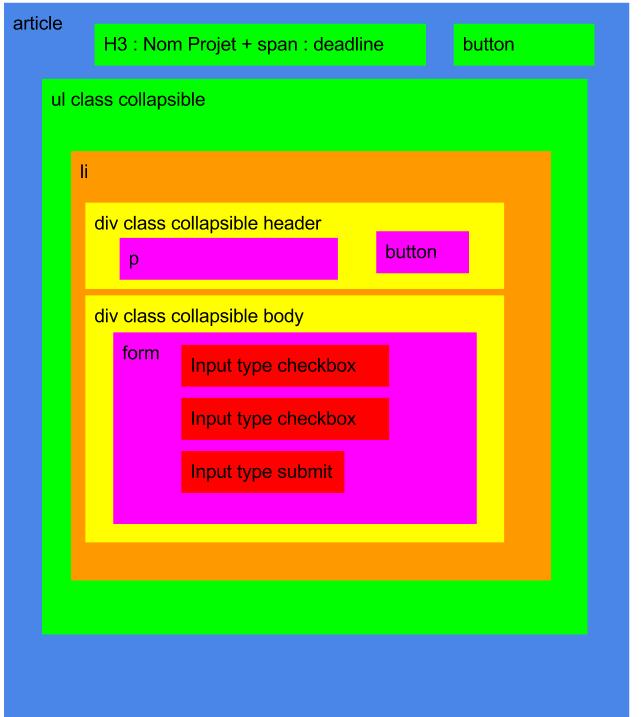 article
H3 : Nom Projet + span : deadline
button
ul class collapsible
li
div class collapsible header
p
button
div class collapsible body
form
Input type checkbox
Input type checkbox
Input type submit